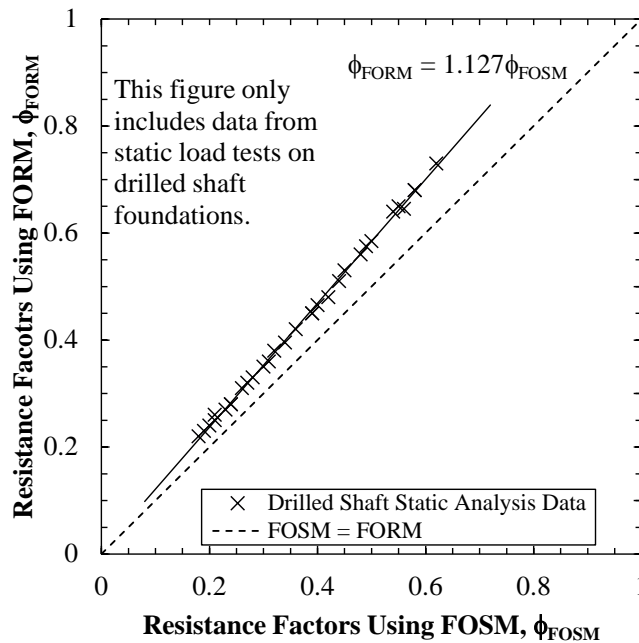 1
0.8
0.6
0.4
0.2
0
Resistance Facotrs Using FORM, ϕFORM
This figure only
includes data from
static load tests on
drilled shaft
foundations.
ϕFORM = 1.127ϕFOSM
Drilled Shaft Static Analysis Data
FOSM = FORM
0 0.2 0.4 0.6 0.8 1
Resistance Factors Using FOSM, ϕFOSM